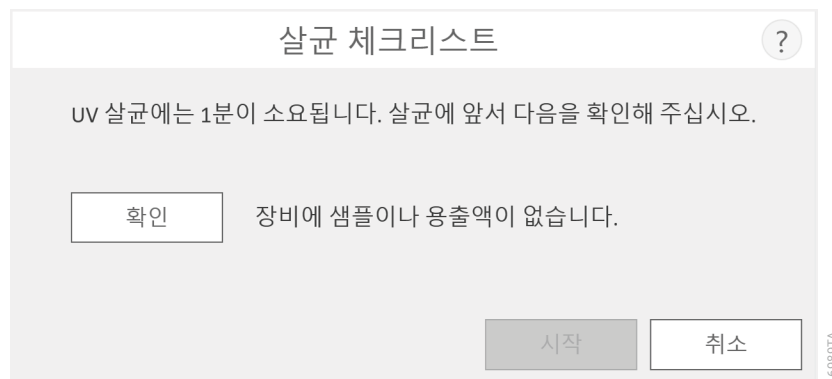 살균 체크리스트
?
UV 살균에는 1분이 소요됩니다. 살균에 앞서 다음을 확인해 주십시오.
확인
장비에 샘플이나 용출액이 없습니다.
시작
취소